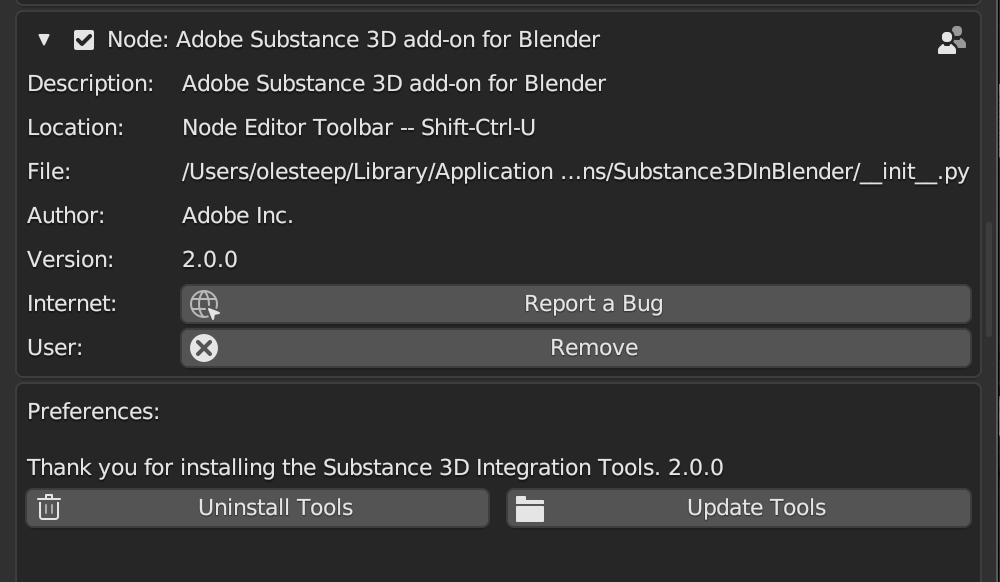 Node: Adobe Substance 3D add-on for Blender
Description: Adobe Substance 3D add-on for Blender
Location: Node Editor Toolbar -- Shift-Ctrl-U
File: /Users/olesteep/Library/Application ...ns/Substance3DInBlender/__init__.py
Author: Adobe Inc.
Version: 2.0.0
Internet: Report a Bug
User: Remove
Preferences:
Thank you for installing the Substance 3D Integration Tools. 2.0.0
Uninstall Tools Update Tools